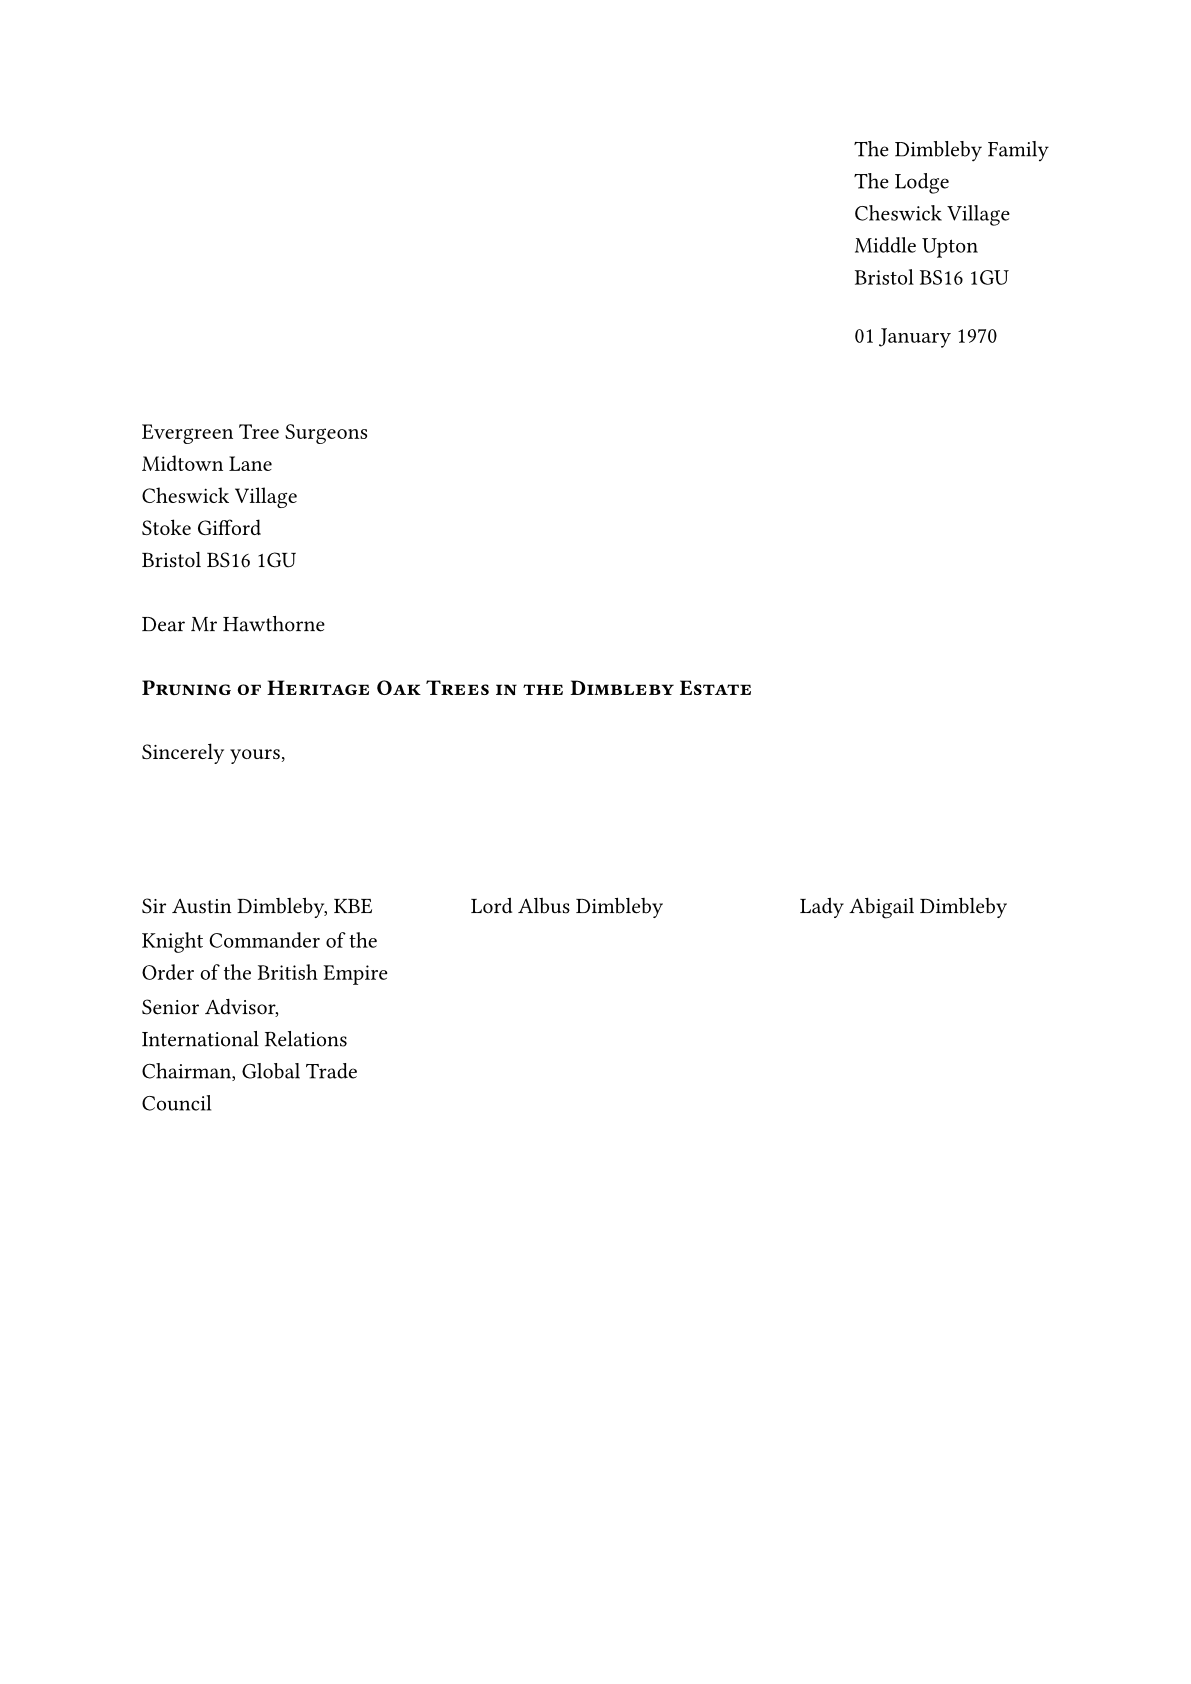 The Dimbleby Family
The Lodge
Cheswick Village
Middle Upton
Bristol BS16 1GU
01 January 1970
Evergreen Tree Surgeons
Midtown Lane
Cheswick Village
Stoke Gifford
Bristol BS16 1GU
Dear Mr Hawthorne
Pruning of Heritage Oak Trees in the Dimbleby Estate
Sincerely yours,
Sir Austin Dimbleby, KBE
Knight Commander of the
Order of the British Empire
Senior Advisor,
International Relations
Chairman, Global Trade
Council
Lord Albus Dimbleby
Lady Abigail Dimbleby